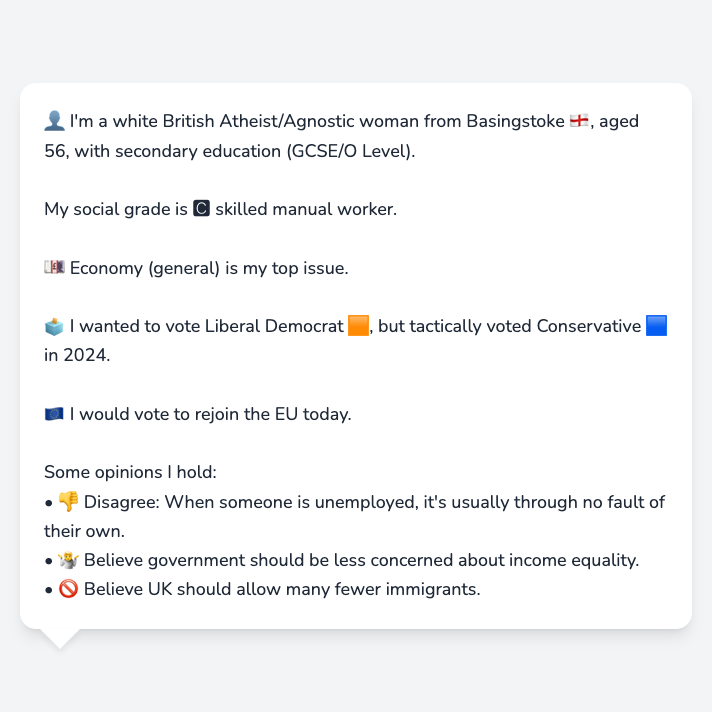 👤 I'm a white British Atheist/Agnostic woman from Basingstoke 🏴󠁧󠁢󠁥󠁮󠁧󠁿, aged
56, with secondary education (GCSE/O Level).
My social grade is 🅲 skilled manual worker.
💷 Economy (general) is my top issue.
🗳️ I wanted to vote Liberal Democrat 🟧, but tactically voted Conservative 🟦
in 2024.
🇪🇺 I would vote to rejoin the EU today.
Some opinions I hold:
• 👎 Disagree: When someone is unemployed, it's usually through no fault of
their own.
• 🤷 Believe government should be less concerned about income equality.
• 🚫 Believe UK should allow many fewer immigrants.